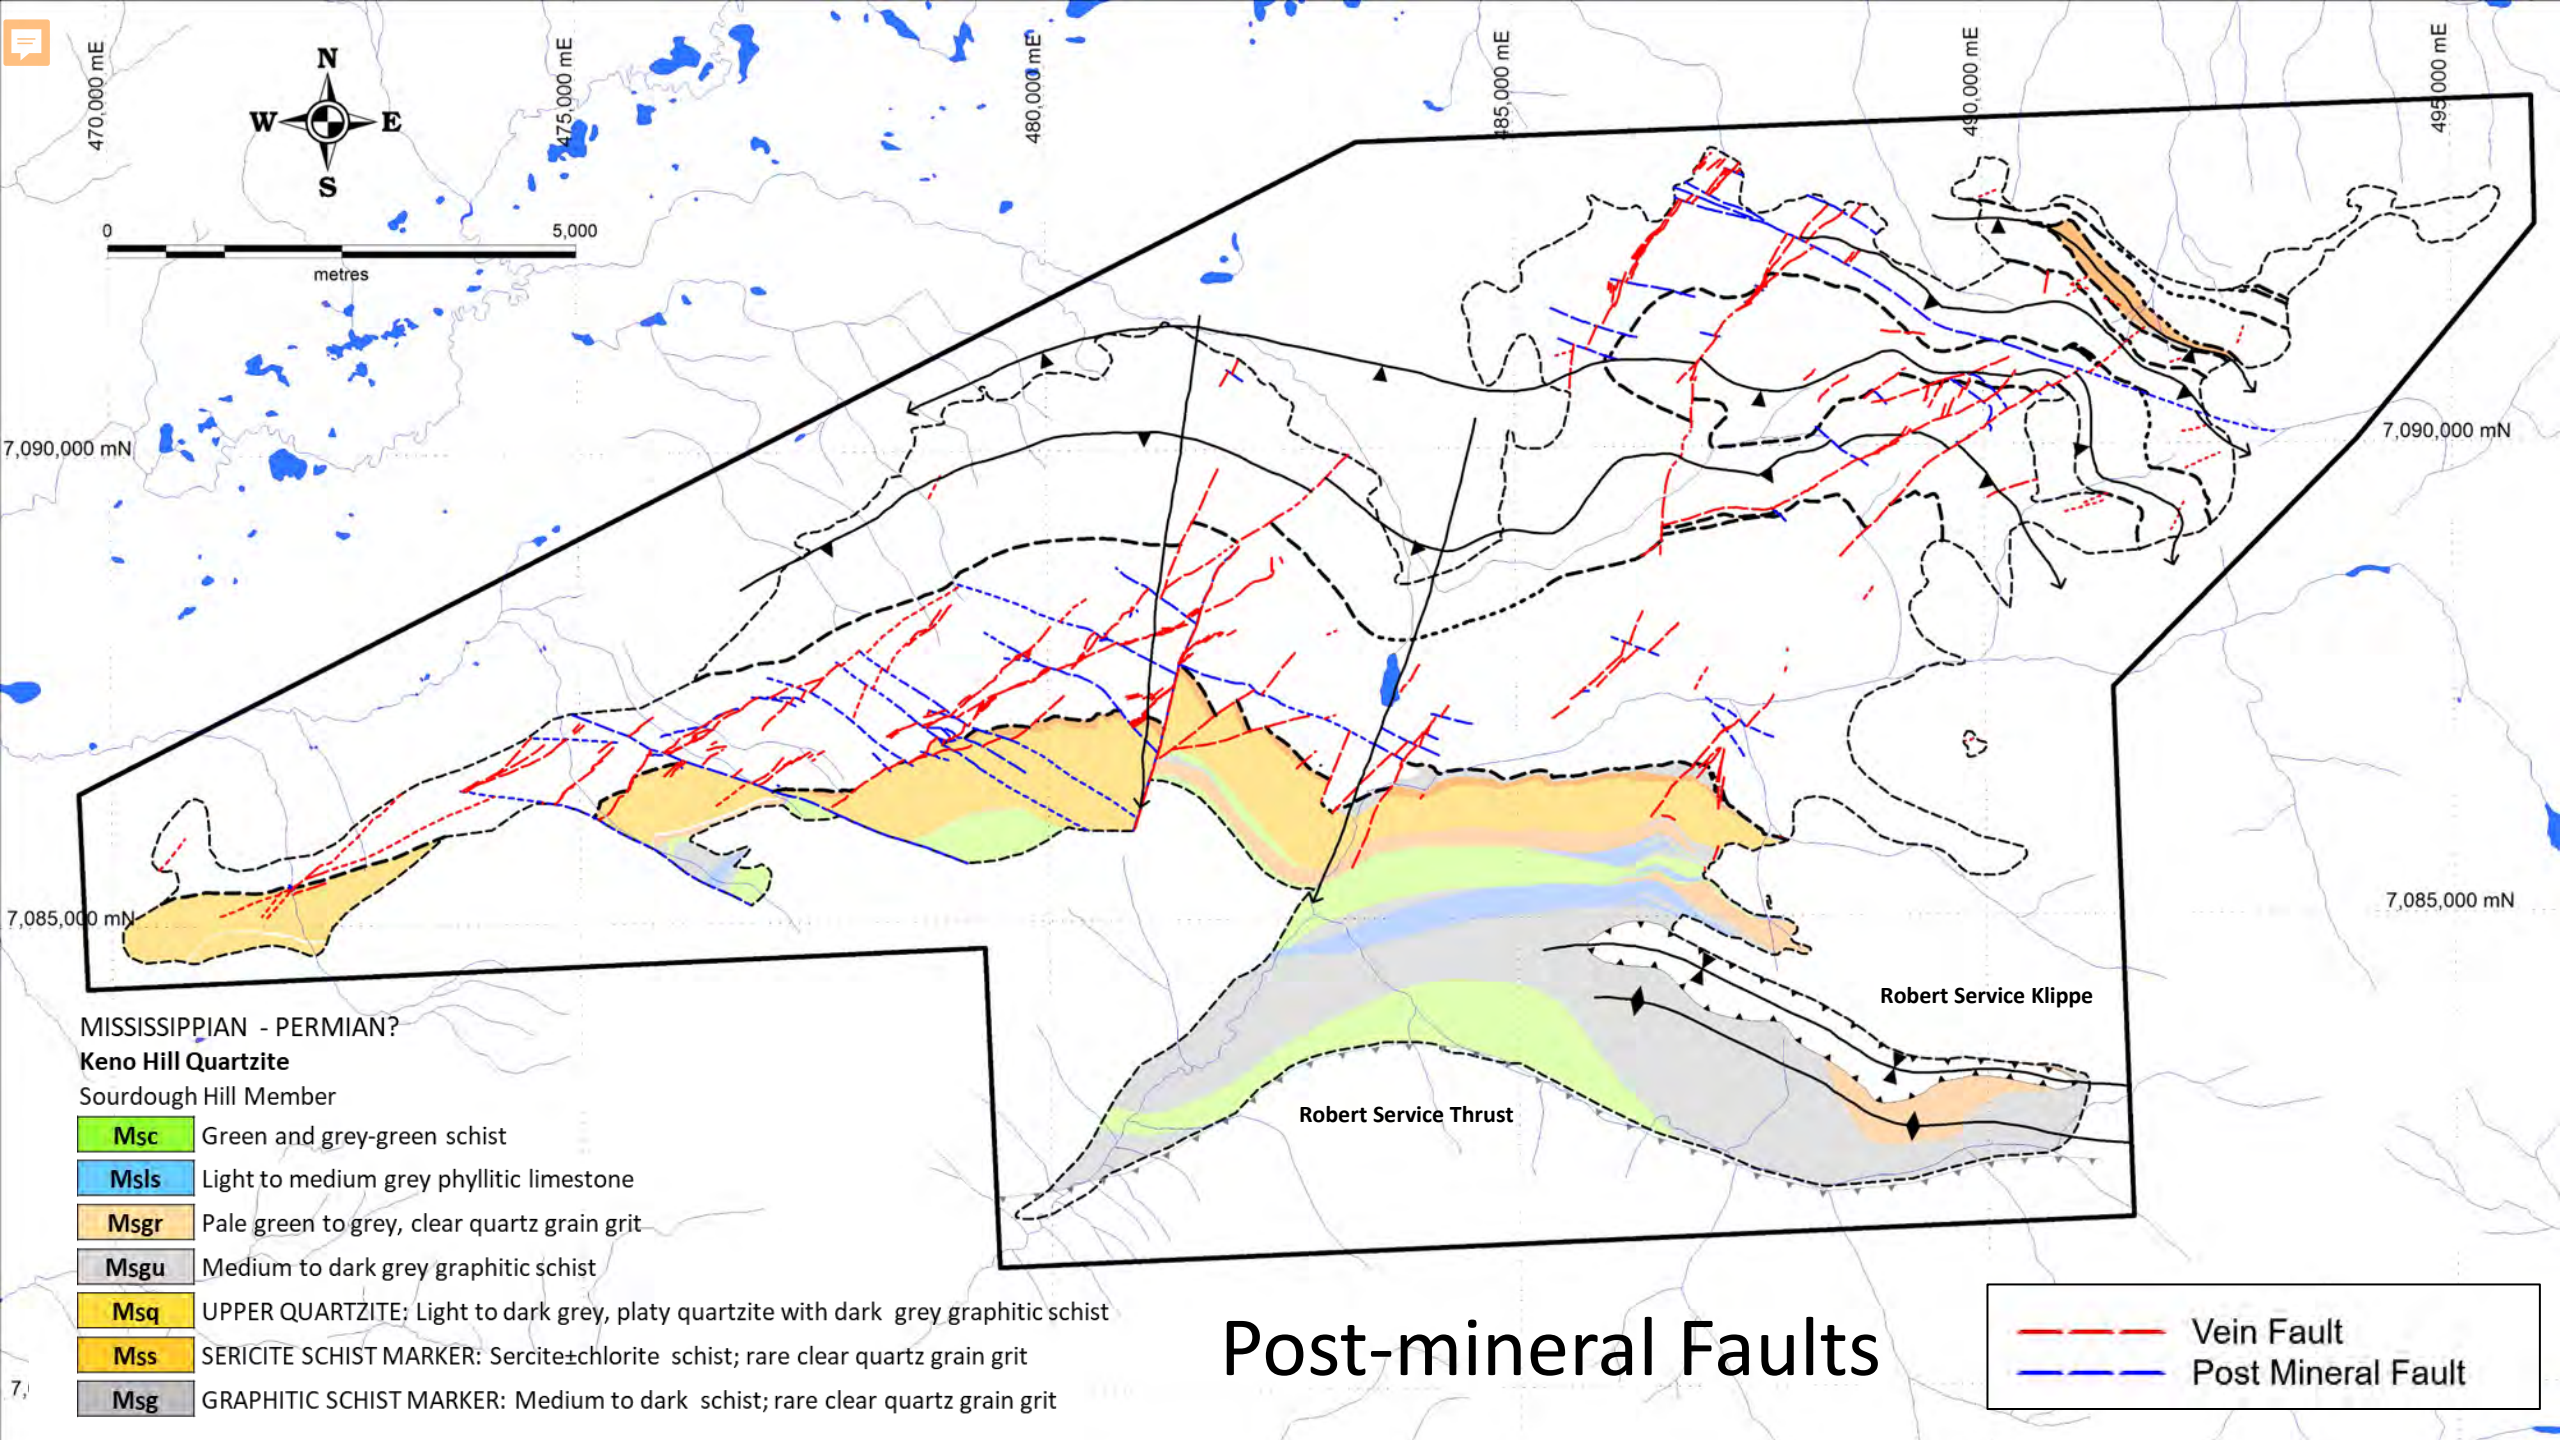 470,000 mE
475,000 mE
480,000 mE
485,000 mE
490,000 mE
495,000 mE
N
W E
S
0 5,000
metres
7,090,000 mN
7,090,000 mN
7,085,000 mN
7,085,000 mN
Robert Service Klippe
Robert Service Thrust
MISSISSIPPIAN - PERMIAN?
Keno Hill Quartzite
Sourdough Hill Member
Msc Green and grey-green schist
Msls Light to medium grey phyllitic limestone
Msgr Pale green to grey, clear quartz grain grit
Msgu Medium to dark grey graphitic schist
Msq UPPER QUARTZITE: Light to dark grey, platy quartzite with dark grey graphitic schist
Mss SERICITE SCHIST MARKER: Sercite±chlorite schist; rare clear quartz grain grit
Msg GRAPHITIC SCHIST MARKER: Medium to dark schist; rare clear quartz grain grit
7,
Post-mineral Faults
Vein Fault
Post Mineral Fault